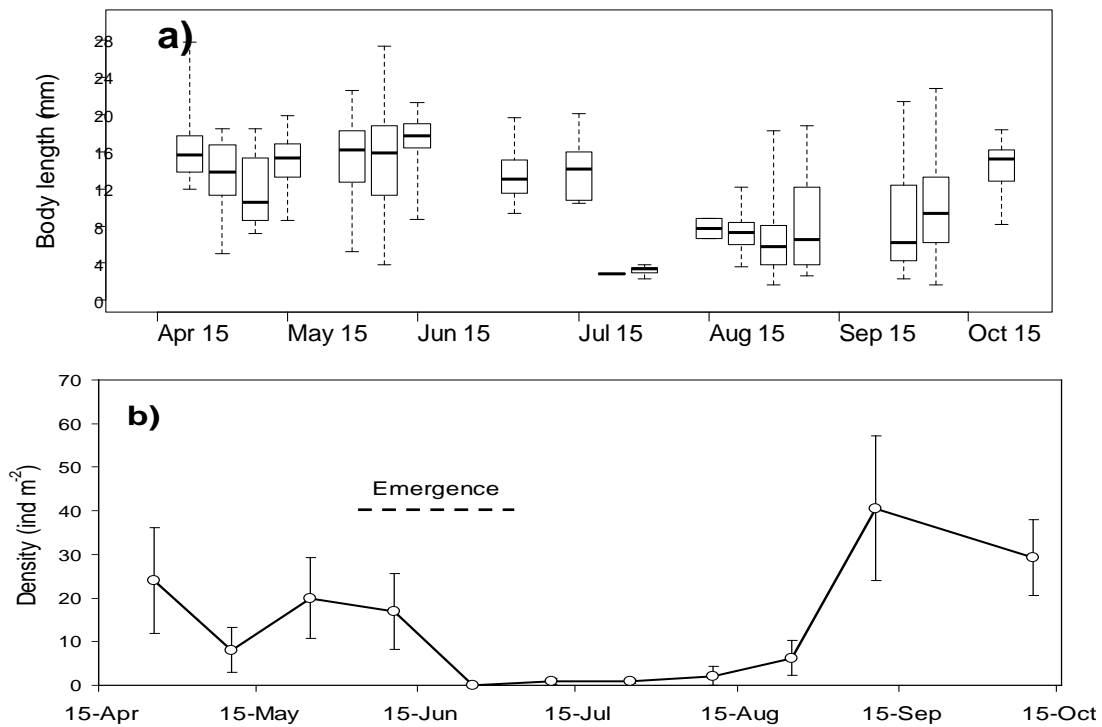 a)
28
24
20
16
12
8
4
0
Body length (mm)
Apr 15 May 15 Jun 15 Jul 15 Aug 15 Sep 15 Oct 15
b)
70
60
50
40
30
20
10
0
Density (ind m-2)
Emergence
15-Apr 15-May 15-Jun 15-Jul 15-Aug 15-Sep 15-Oct